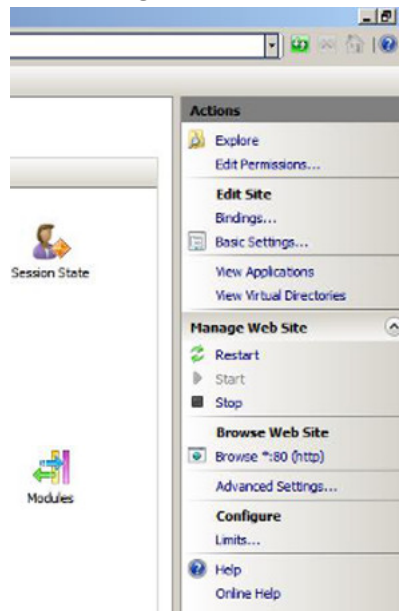 Actions
Explore
Edit Permissions...
Edit Site
Bindings...
Basic Settings...
View Applications
View Virtual Directories
Manage Web Site
Restart
Start
Stop
Browse Web Site
Browse *:80 (http)
Advanced Settings...
Configure
Limits...
Help
Online Help
Session State
Modules